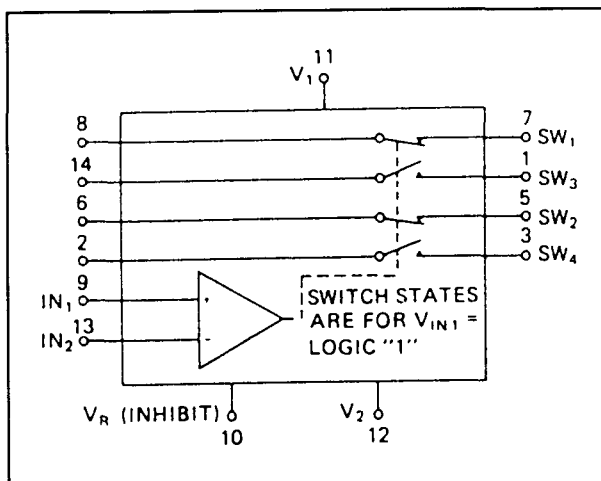 11
V1
8
7
SW1
14
1
SW3
6
5
SW2
2
3
SW4
9
IN1
+
SWITCH STATES
ARE FOR VIN1 =
LOGIC "1"
13
IN2
-
VR (INHIBIT)
10
V2
12